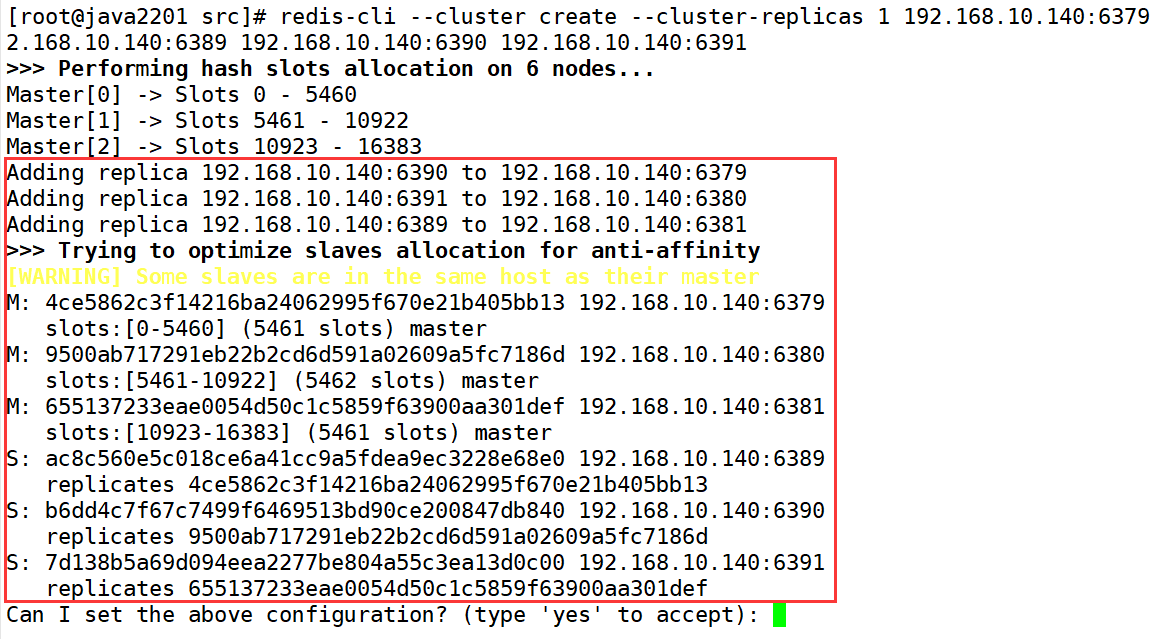 [root@java2201 src]# redis-cli --cluster create --cluster-replicas 1 192.168.10.140:6379
2.168.10.140:6389 192.168.10.140:6390 192.168.10.140:6391
>>> Performing hash slots allocation on 6 nodes...
Master[0] -> Slots 0 - 5460
Master[1] -> Slots 5461 - 10922
Master[2] -> Slots 10923 - 16383
Adding replica 192.168.10.140:6390 to 192.168.10.140:6379
Adding replica 192.168.10.140:6391 to 192.168.10.140:6380
Adding replica 192.168.10.140:6389 to 192.168.10.140:6381
>>> Trying to optimize slaves allocation for anti-affinity
[WARNING] Some slaves are in the same host as their master
M: 4ce5862c3f14216ba24062995f670e21b405bb13 192.168.10.140:6379
   slots:[0-5460] (5461 slots) master
M: 9500ab717291eb22b2cd6d591a02609a5fc7186d 192.168.10.140:6380
   slots:[5461-10922] (5462 slots) master
M: 655137233eae0054d50c1c5859f63900aa301def 192.168.10.140:6381
   slots:[10923-16383] (5461 slots) master
S: ac8c560e5c018ce6a41cc9a5fdea9ec3228e68e0 192.168.10.140:6389
   replicates 4ce5862c3f14216ba24062995f670e21b405bb13
S: b6dd4c7f67c7499f6469513bd90ce200847db840 192.168.10.140:6390
   replicates 9500ab717291eb22b2cd6d591a02609a5fc7186d
S: 7d138b5a69d094eea2277be804a55c3ea13d0c00 192.168.10.140:6391
   replicates 655137233eae0054d50c1c5859f63900aa301def
Can I set the above configuration? (type 'yes' to accept):